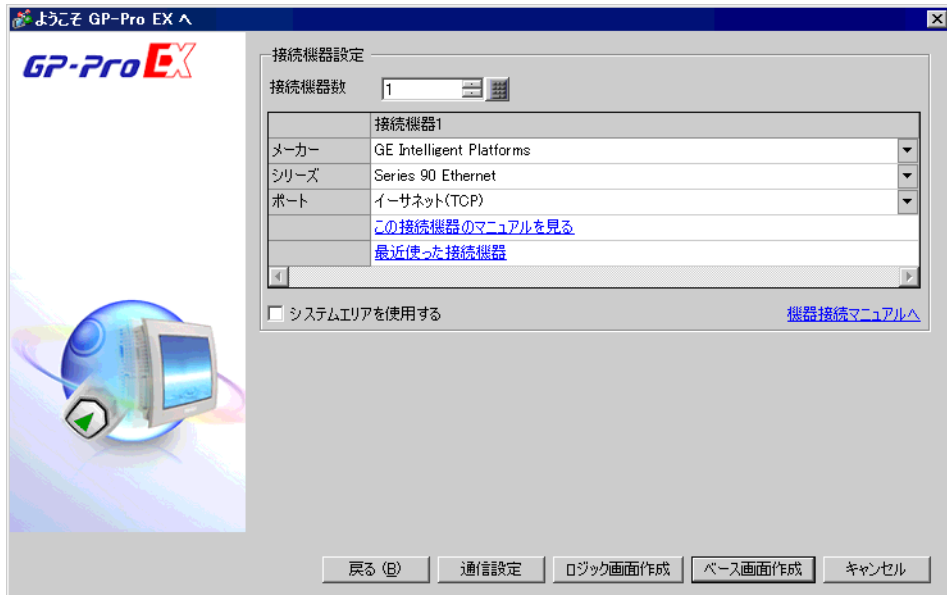 ようこそ GP-Pro EX へ
GP-Pro EX
接続機器設定
接続機器数 1
接続機器1
メーカー GE Intelligent Platforms
シリーズ Series 90 Ethernet
ポート イーサネット(TCP)
この接続機器のマニュアルを見る
最近使った接続機器
システムエリアを使用する 機器接続マニュアルへ
戻る (B) 通信設定 ロジック画面作成 ベース画面作成 キャンセル